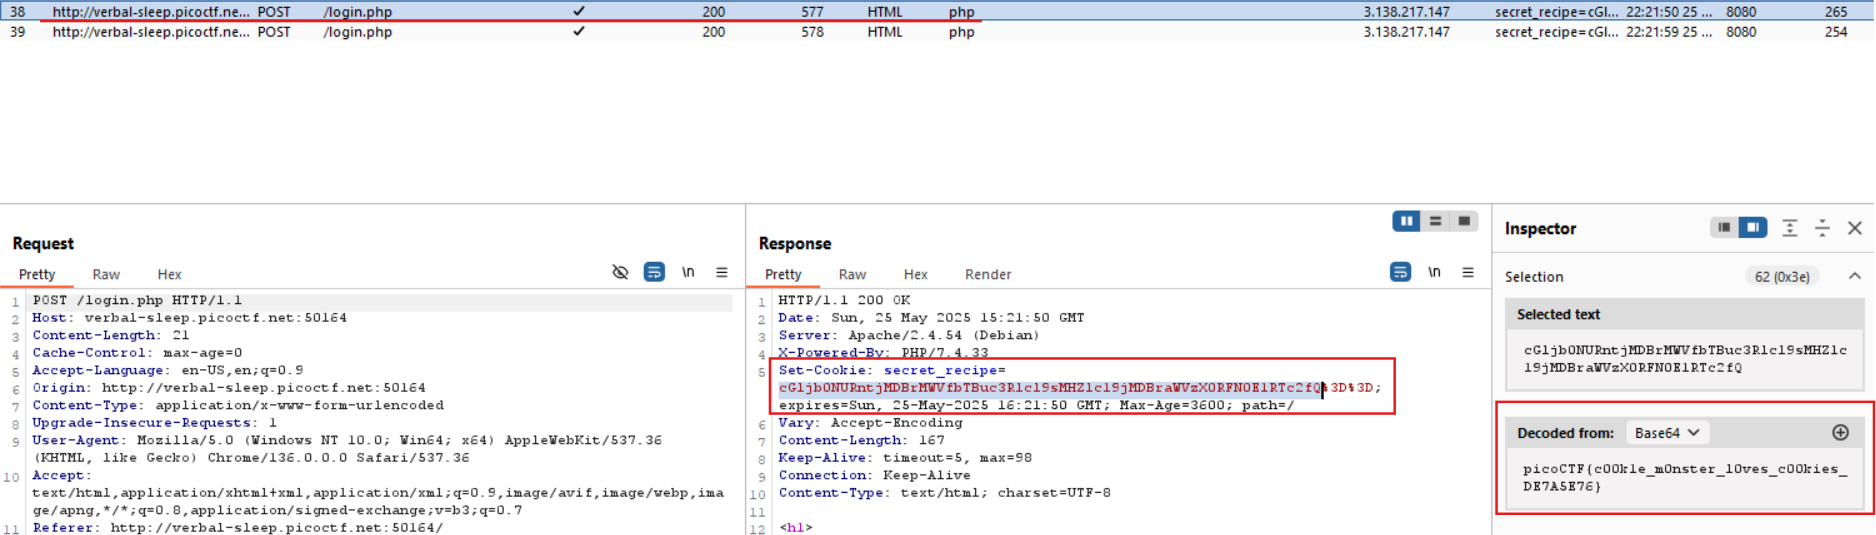 38 http://verbal-sleep.picoctf.ne... POST /login.php ✓ 200 577 HTML php 3.138.217.147 secret_recipe=cGl... 22:21:50 25 ... 8080 265
39 http://verbal-sleep.picoctf.ne... POST /login.php ✓ 200 578 HTML php 3.138.217.147 secret_recipe=cGl... 22:21:59 25 ... 8080 254
Request
Pretty Raw Hex \n
1 POST /login.php HTTP/1.1
2 Host: verbal-sleep.picoctf.net:50164
3 Content-Length: 21
4 Cache-Control: max-age=0
5 Accept-Language: en-US,en;q=0.9
6 Origin: http://verbal-sleep.picoctf.net:50164
7 Content-Type: application/x-www-form-urlencoded
8 Upgrade-Insecure-Requests: 1
9 User-Agent: Mozilla/5.0 (Windows NT 10.0; Win64; x64) AppleWebKit/537.36
(KHTML, like Gecko) Chrome/136.0.0.0 Safari/537.36
10 Accept:
text/html,application/xhtml+xml,application/xml;q=0.9,image/avif,image/webp,ima
ge/apng,*/*;q=0.8,application/signed-exchange;v=b3;q=0.7
11 Referer: http://verbal-sleep.picoctf.net:50164/
Response
Pretty Raw Hex Render \n
1 HTTP/1.1 200 OK
2 Date: Sun, 25 May 2025 15:21:50 GMT
3 Server: Apache/2.4.54 (Debian)
4 X-Powered-By: PHP/7.4.33
5 Set-Cookie: secret_recipe=
cGljb0NURntjMDBrMWVfbTBuc3Rlcl9sMHZlc19jMDBraWVzX0RFN0E1RTc2fQ%3D%3D;
expires=Sun, 25-May-2025 16:21:50 GMT; Max-Age=3600; path=/
6 Vary: Accept-Encoding
7 Content-Length: 167
8 Keep-Alive: timeout=5, max=98
9 Connection: Keep-Alive
10 Content-Type: text/html; charset=UTF-8
11
12 <h1>
Inspector
Selection 62 (0x3e)
Selected text
cGljb0NURntjMDBrMWVfbTBuc3Rlcl9sMHZlc
19jMDBraWVzX0RFN0E1RTc2fQ
Decoded from: Base64
picoCTF{c00k1e_m0nster_l0ves_c00kies_
DE7A5E76}